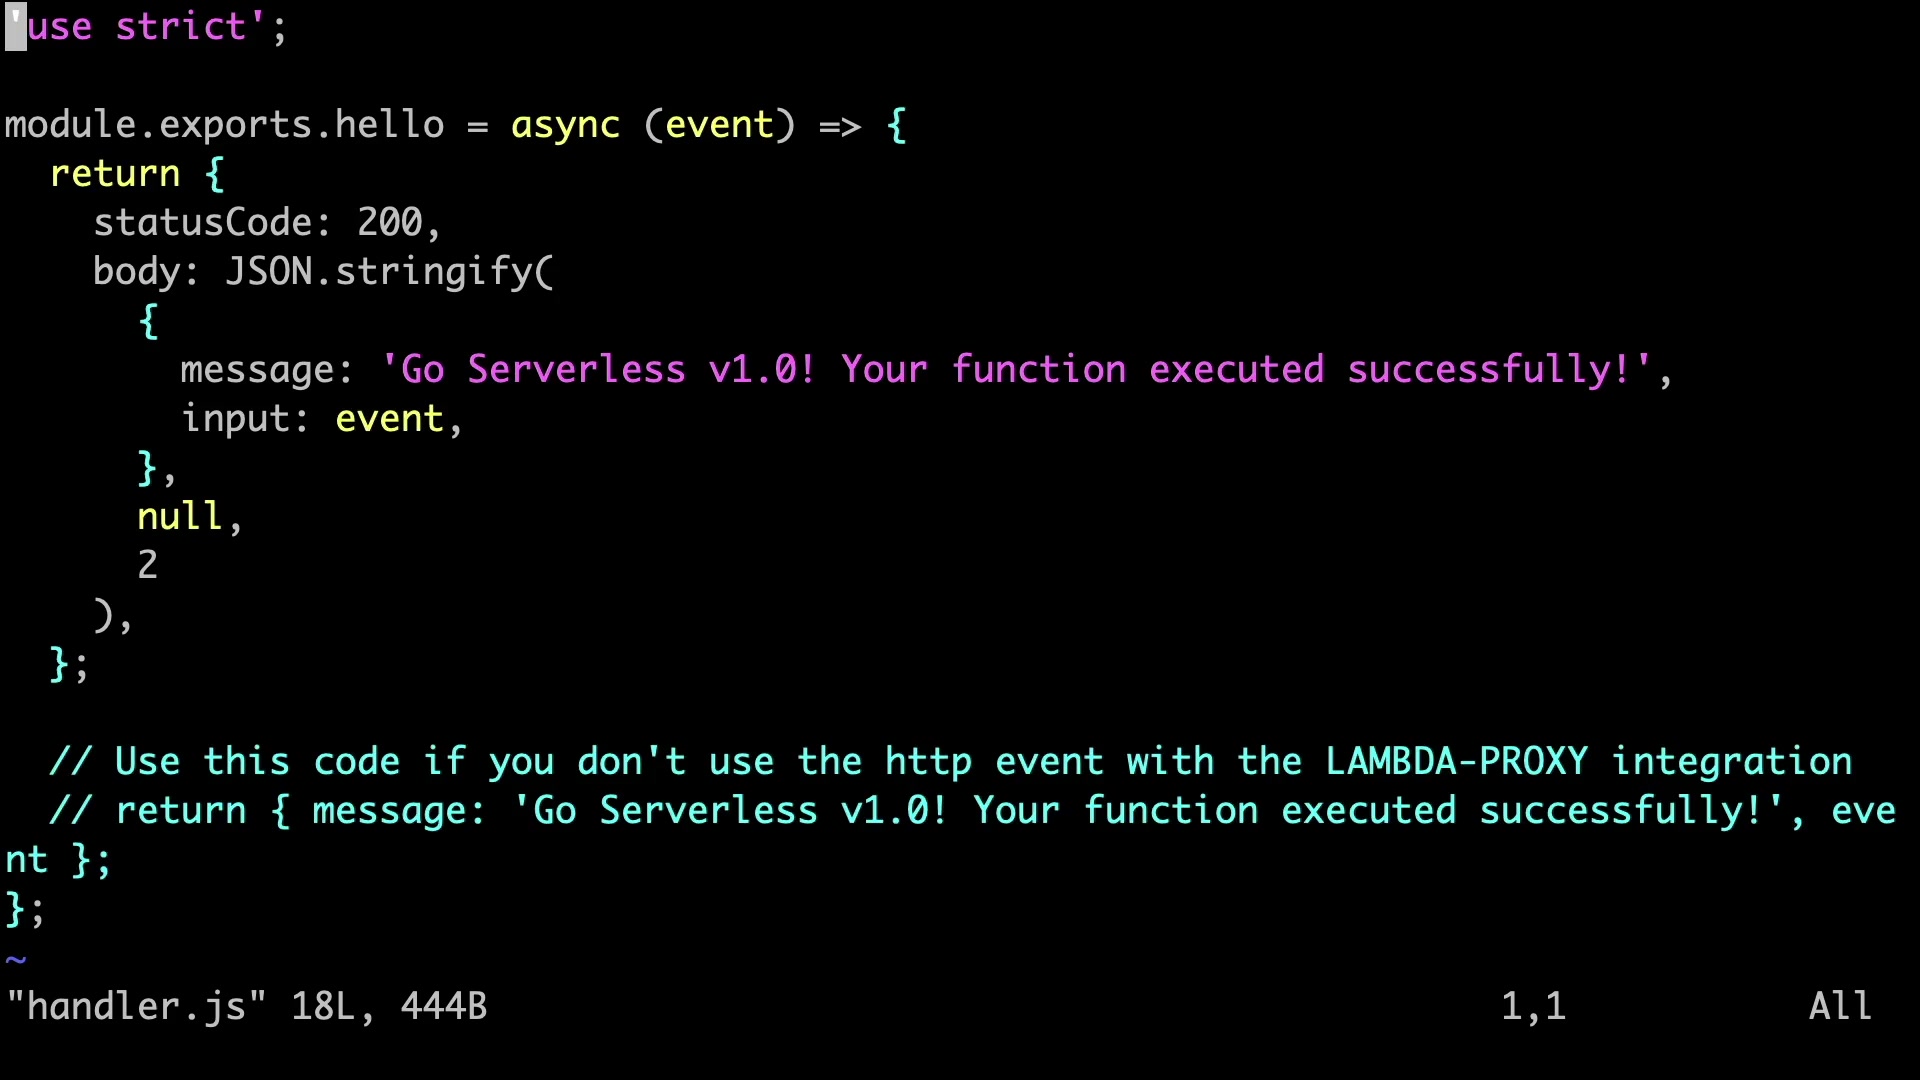 'use strict';

module.exports.hello = async (event) => {
  return {
    statusCode: 200,
    body: JSON.stringify(
      {
        message: 'Go Serverless v1.0! Your function executed successfully!',
        input: event,
      },
      null,
      2
    ),
  };

  // Use this code if you don't use the http event with the LAMBDA-PROXY integration
  // return { message: 'Go Serverless v1.0! Your function executed successfully!', eve
nt };
};
~
"handler.js" 18L, 444B 1,1 All